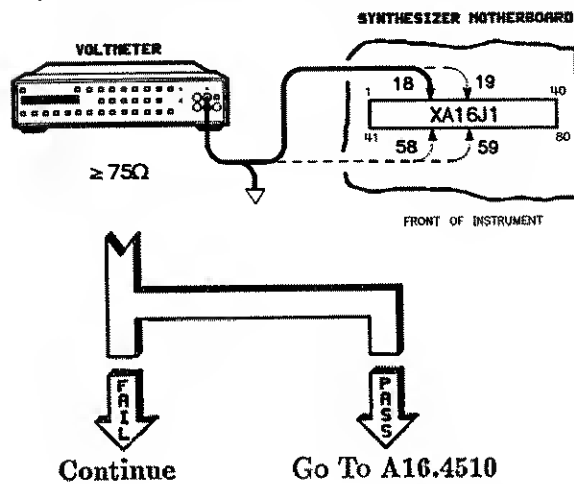 SYNTHESIZER MOTHERBOARD
VOLTMETER
18 19
1 40
XA16J1
41 80
58 59
≥ 75Ω
FRONT OF INSTRUMENT
FAIL
PASS
Continue
Go To A16.4510